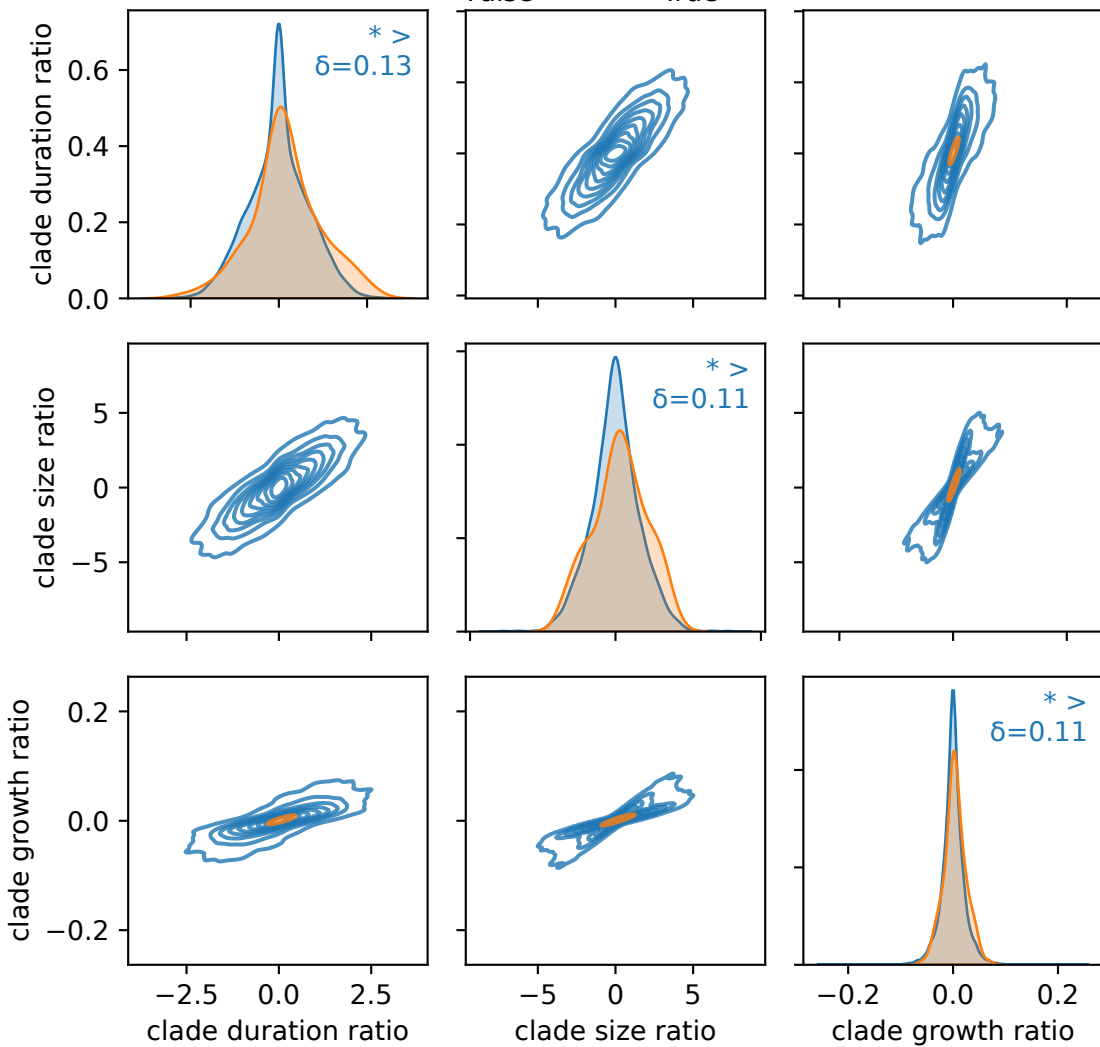 clade duration ratio
0.6
0.4
0.2
0.0
* >
δ=0.13
clade size ratio
5
0
−5
* >
δ=0.11
clade growth ratio
0.2
0.0
−0.2
* >
δ=0.11
−2.5 0.0 2.5
−5 0 5
−0.2 0.0 0.2
clade duration ratio
clade size ratio
clade growth ratio